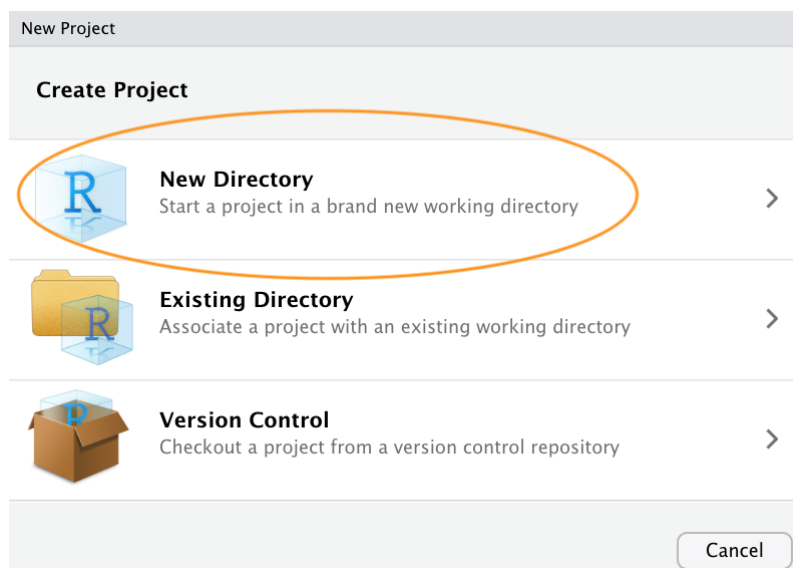 New Project
Create Project
R
New Directory
Start a project in a brand new working directory
R
Existing Directory
Associate a project with an existing working directory
R
Version Control
Checkout a project from a version control repository
Cancel